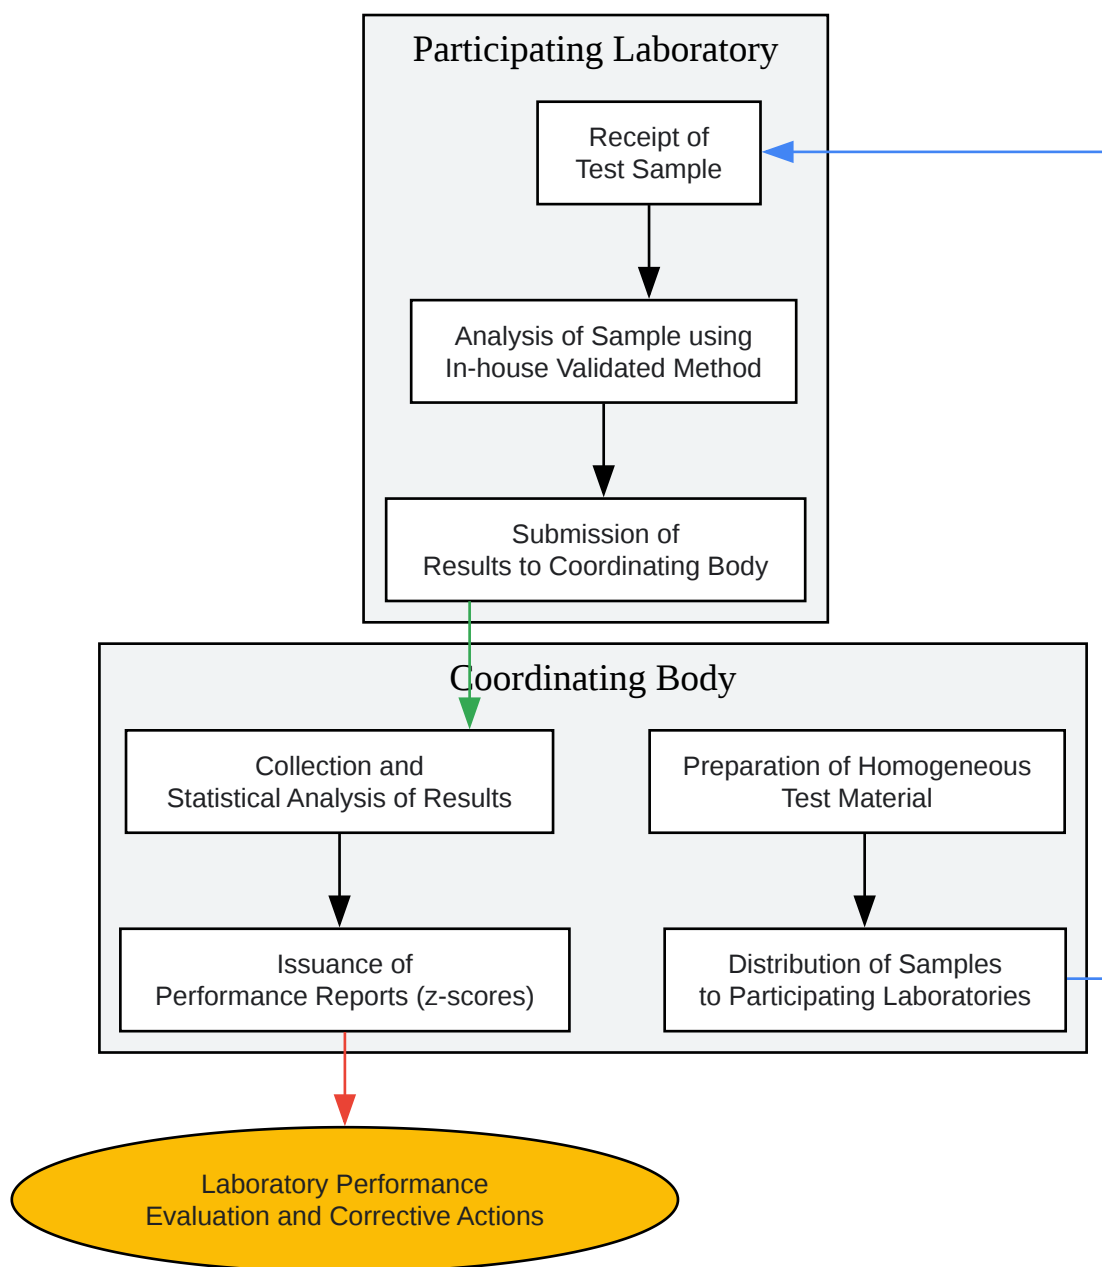 Participating Laboratory
Receipt of
Test Sample
Analysis of Sample using
In-house Validated Method
Submission of
Results to Coordinating Body
Coordinating Body
Collection and
Statistical Analysis of Results
Preparation of Homogeneous
Test Material
Issuance of
Performance Reports (z-scores)
Distribution of Samples
to Participating Laboratories
Laboratory Performance
Evaluation and Corrective Actions